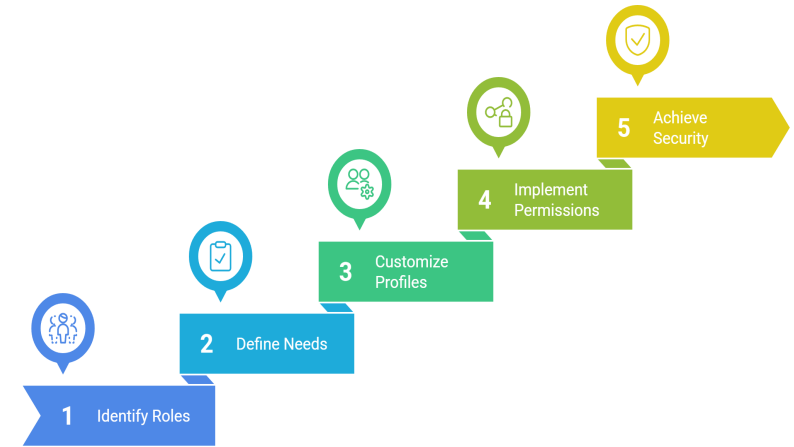 1 Identify Roles
2 Define Needs
3 Customize
Profiles
4 Implement
Permissions
5 Achieve
Security